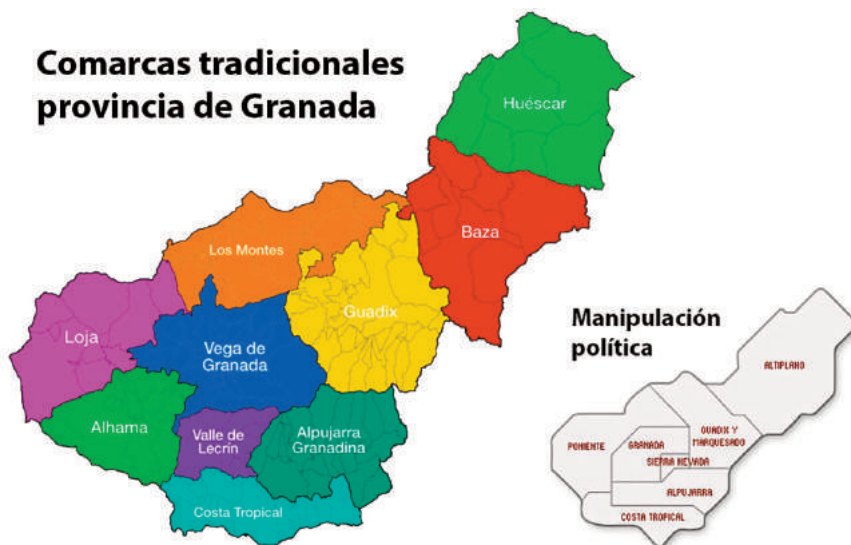 Comarcas tradicionales
provincia de Granada
Huéscar
Baza
Los Montes
Guadix
Loja
Vega de
Granada
Alhama
Valle de
Lecrín
Alpujarra
Granadina
Costa Tropical
Manipulación
política
ALTIPLANO
PONIENTE
GRANADA
GUADIX Y
MARQUESADO
SIERRA NEVADA
ALPUJARRA
COSTA TROPICAL